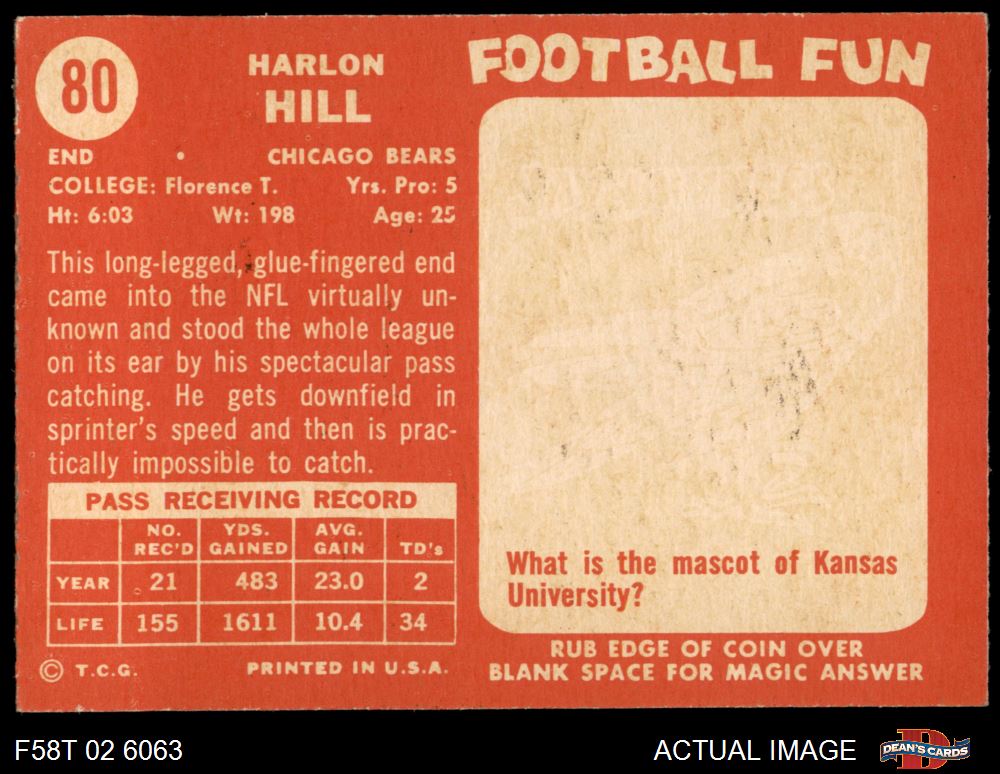 80
HARLON
HILL
END • CHICAGO BEARS
COLLEGE: Florence T. Yrs. Pro: 5
Ht: 6:03 Wt: 198 Age: 25
This long-legged, glue-fingered end
came into the NFL virtually un-
known and stood the whole league
on its ear by his spectacular pass
catching. He gets downfield in
sprinter's speed and then is prac-
tically impossible to catch.
PASS RECEIVING RECORD
NO. REC'D YDS. GAINED AVG. GAIN TD's
YEAR 21 483 23.0 2
LIFE 155 1611 10.4 34
© T.C.G. PRINTED IN U.S.A.
FOOTBALL FUN
What is the mascot of Kansas
University?
RUB EDGE OF COIN OVER
BLANK SPACE FOR MAGIC ANSWER
F58T 02 6063
ACTUAL IMAGE
DEAN'S CARDS